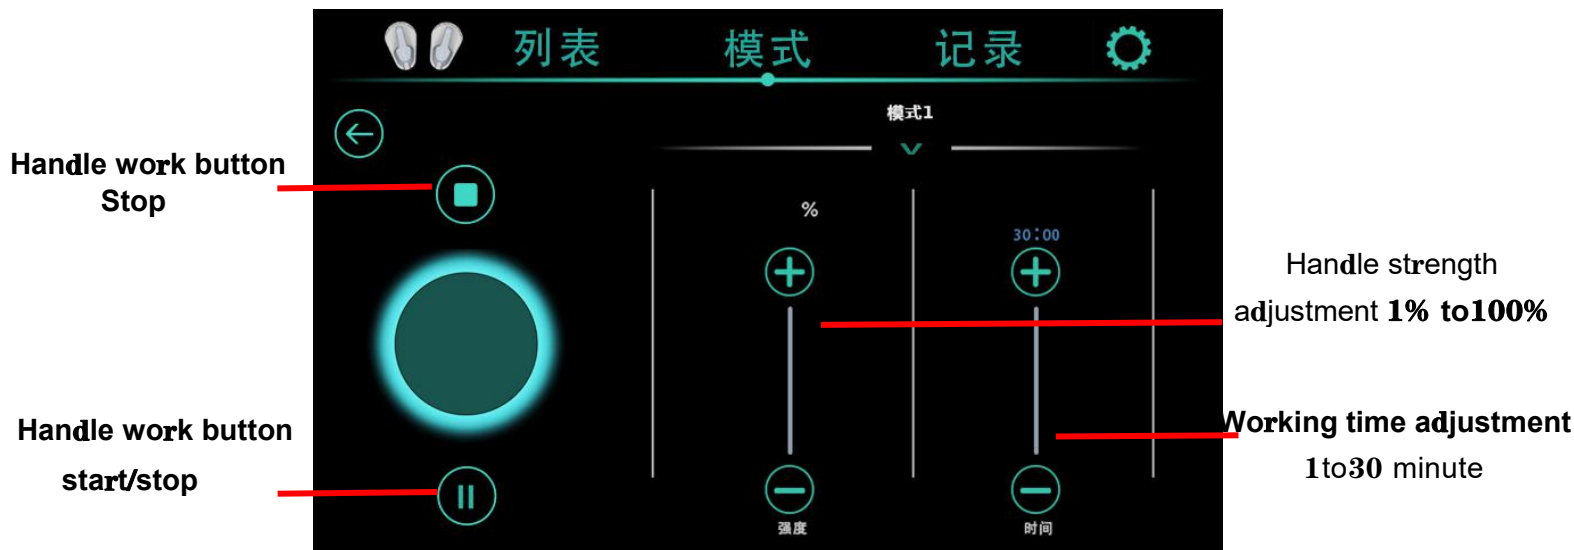 列表
模式
记录
模式1
Handle work button
Stop
%
30:00
Handle strength
adjustment 1% to100%
Handle work button
start/stop
Working time adjustment
1to30 minute
强度
时间